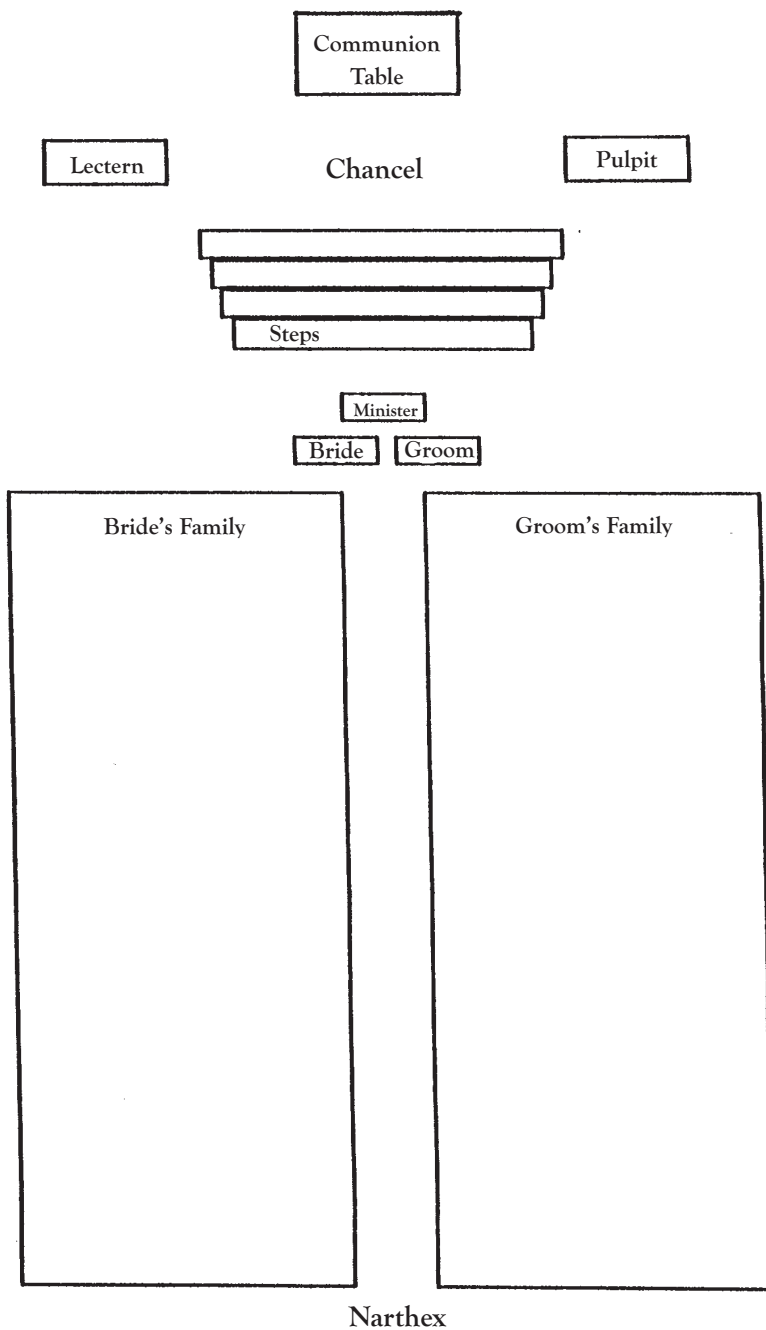 Communion
Table
Lectern
Chancel
Pulpit
Steps
Minister
Bride
Groom
Bride's Family
Groom's Family
Narthex